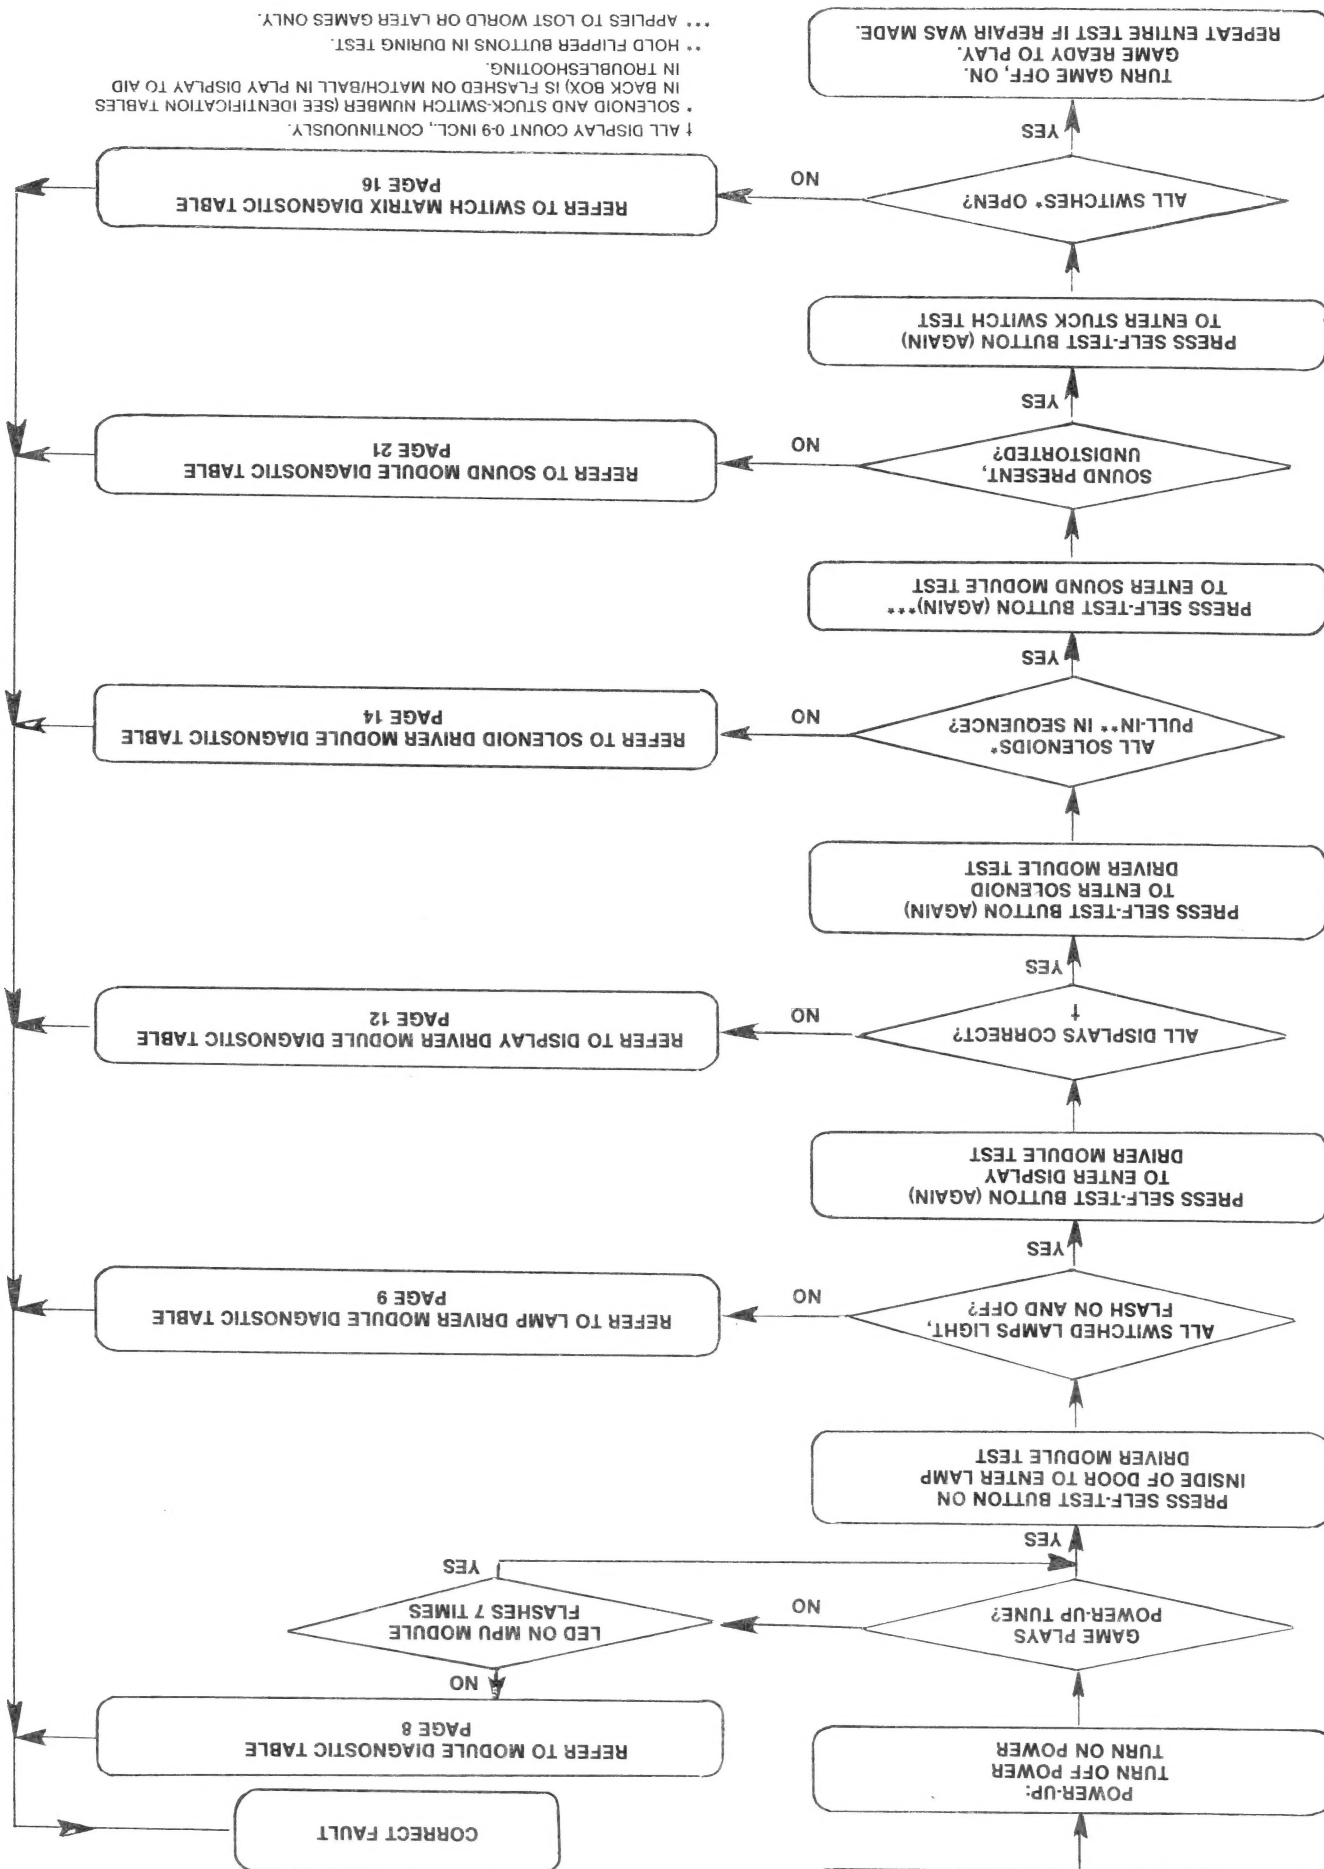 CORRECT FAULT
POWER-UP:
TURN OFF POWER
TURN ON POWER
REFER TO MODULE DIAGNOSTIC TABLE
PAGE 8
GAME PLAYS
POWER-UP TUNE?
NO
LED ON MPU MODULE
FLASHES 7 TIMES
NO
YES
YES
PRESS SELF-TEST BUTTON ON
INSIDE OF DOOR TO ENTER LAMP
DRIVER MODULE TEST
ALL SWITCHED LAMPS LIGHT,
FLASH ON AND OFF?
NO
REFER TO LAMP DRIVER MODULE DIAGNOSTIC TABLE
PAGE 9
YES
PRESS SELF-TEST BUTTON (AGAIN)
TO ENTER DISPLAY
DRIVER MODULE TEST
ALL DISPLAYS CORRECT?
†
NO
REFER TO DISPLAY DRIVER MODULE DIAGNOSTIC TABLE
PAGE 12
YES
PRESS SELF-TEST BUTTON (AGAIN)
TO ENTER SOLENOID
DRIVER MODULE TEST
ALL SOLENOIDS*
PULL-IN** IN SEQUENCE?
NO
REFER TO SOLENOID DRIVER MODULE DIAGNOSTIC TABLE
PAGE 14
YES
PRESS SELF-TEST BUTTON (AGAIN)***
TO ENTER SOUND MODULE TEST
SOUND PRESENT,
UNDISTORTED?
NO
REFER TO SOUND MODULE DIAGNOSTIC TABLE
PAGE 21
YES
PRESS SELF-TEST BUTTON (AGAIN)
TO ENTER STUCK SWITCH TEST
ALL SWITCHES* OPEN?
NO
REFER TO SWITCH MATRIX DIAGNOSTIC TABLE
PAGE 16
YES
TURN GAME OFF, ON.
GAME READY TO PLAY.
REPEAT ENTIRE TEST IF REPAIR WAS MADE.
† ALL DISPLAY COUNT 0-9 INCL., CONTINUOUSLY.
* SOLENOID AND STUCK-SWITCH NUMBER (SEE IDENTIFICATION TABLES
IN BACK BOX) IS FLASHED ON MATCH/BALL IN PLAY DISPLAY TO AID
IN TROUBLESHOOTING.
** HOLD FLIPPER BUTTONS IN DURING TEST.
*** APPLIES TO LOST WORLD OR LATER GAMES ONLY.